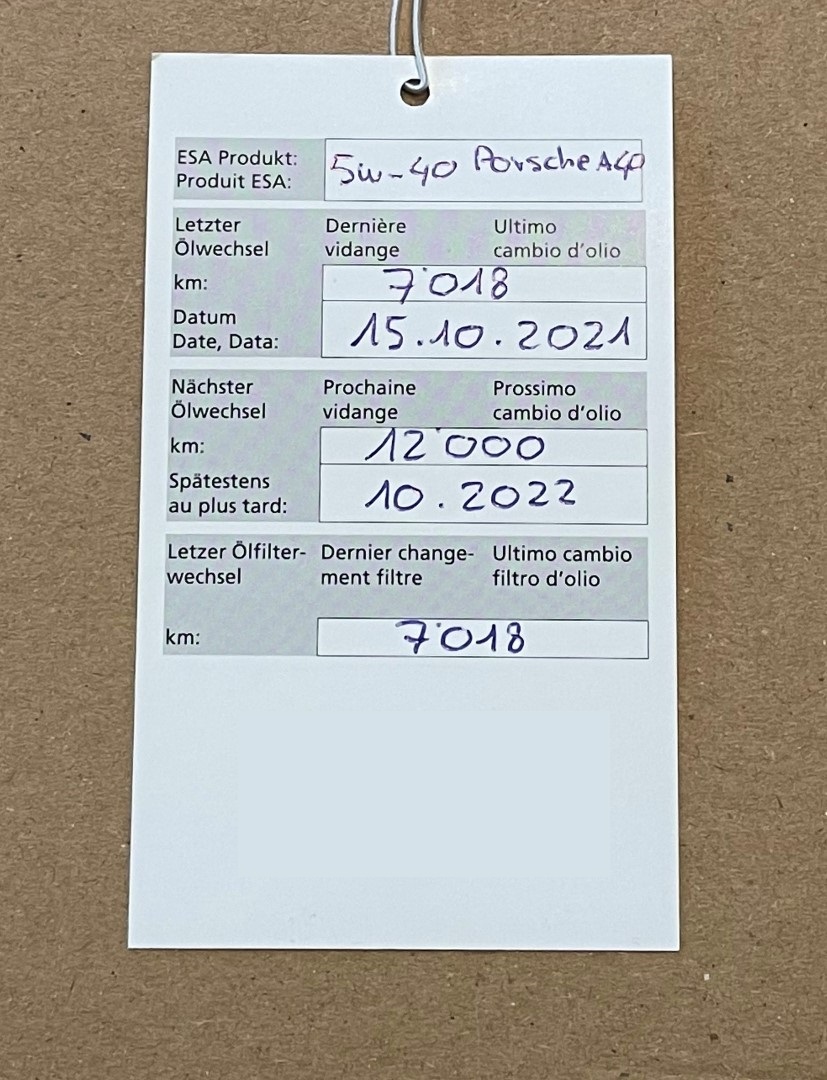 ESA Produkt: 5W-40 Porsche A40
Produit ESA:
Letzter Dernière Ultimo
Ölwechsel vidange cambio d'olio
km: 7'018
Datum
Date, Data: 15.10.2021
Nächster Prochaine Prossimo
Ölwechsel vidange cambio d'olio
km: 12'000
Spätestens
au plus tard: 10.2022
Letzer Ölfilter- Dernier change- Ultimo cambio
wechsel ment filtre filtro d'olio
km: 7'018